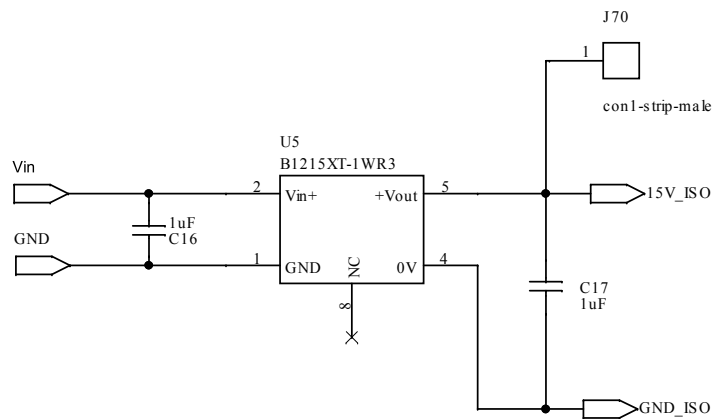 J70
1
con1-strip-male
U5
B1215XT-1WR3
Vin
2
Vin+
+Vout
5
15V_ISO
1uF
C16
GND
1
GND
NC
0V
4
C17
1uF
8
GND_ISO